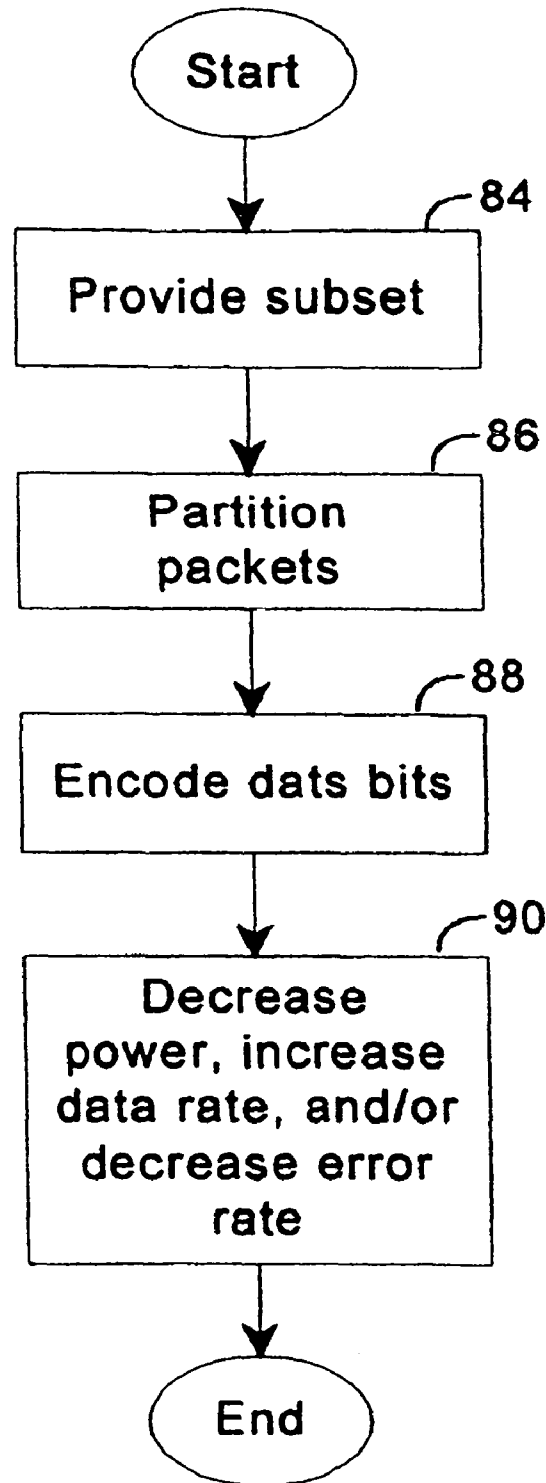 Start
84
Provide subset
86
Partition
packets
88
Encode dats bits
90
Decrease
power, increase
data rate, and/or
decrease error
rate
End